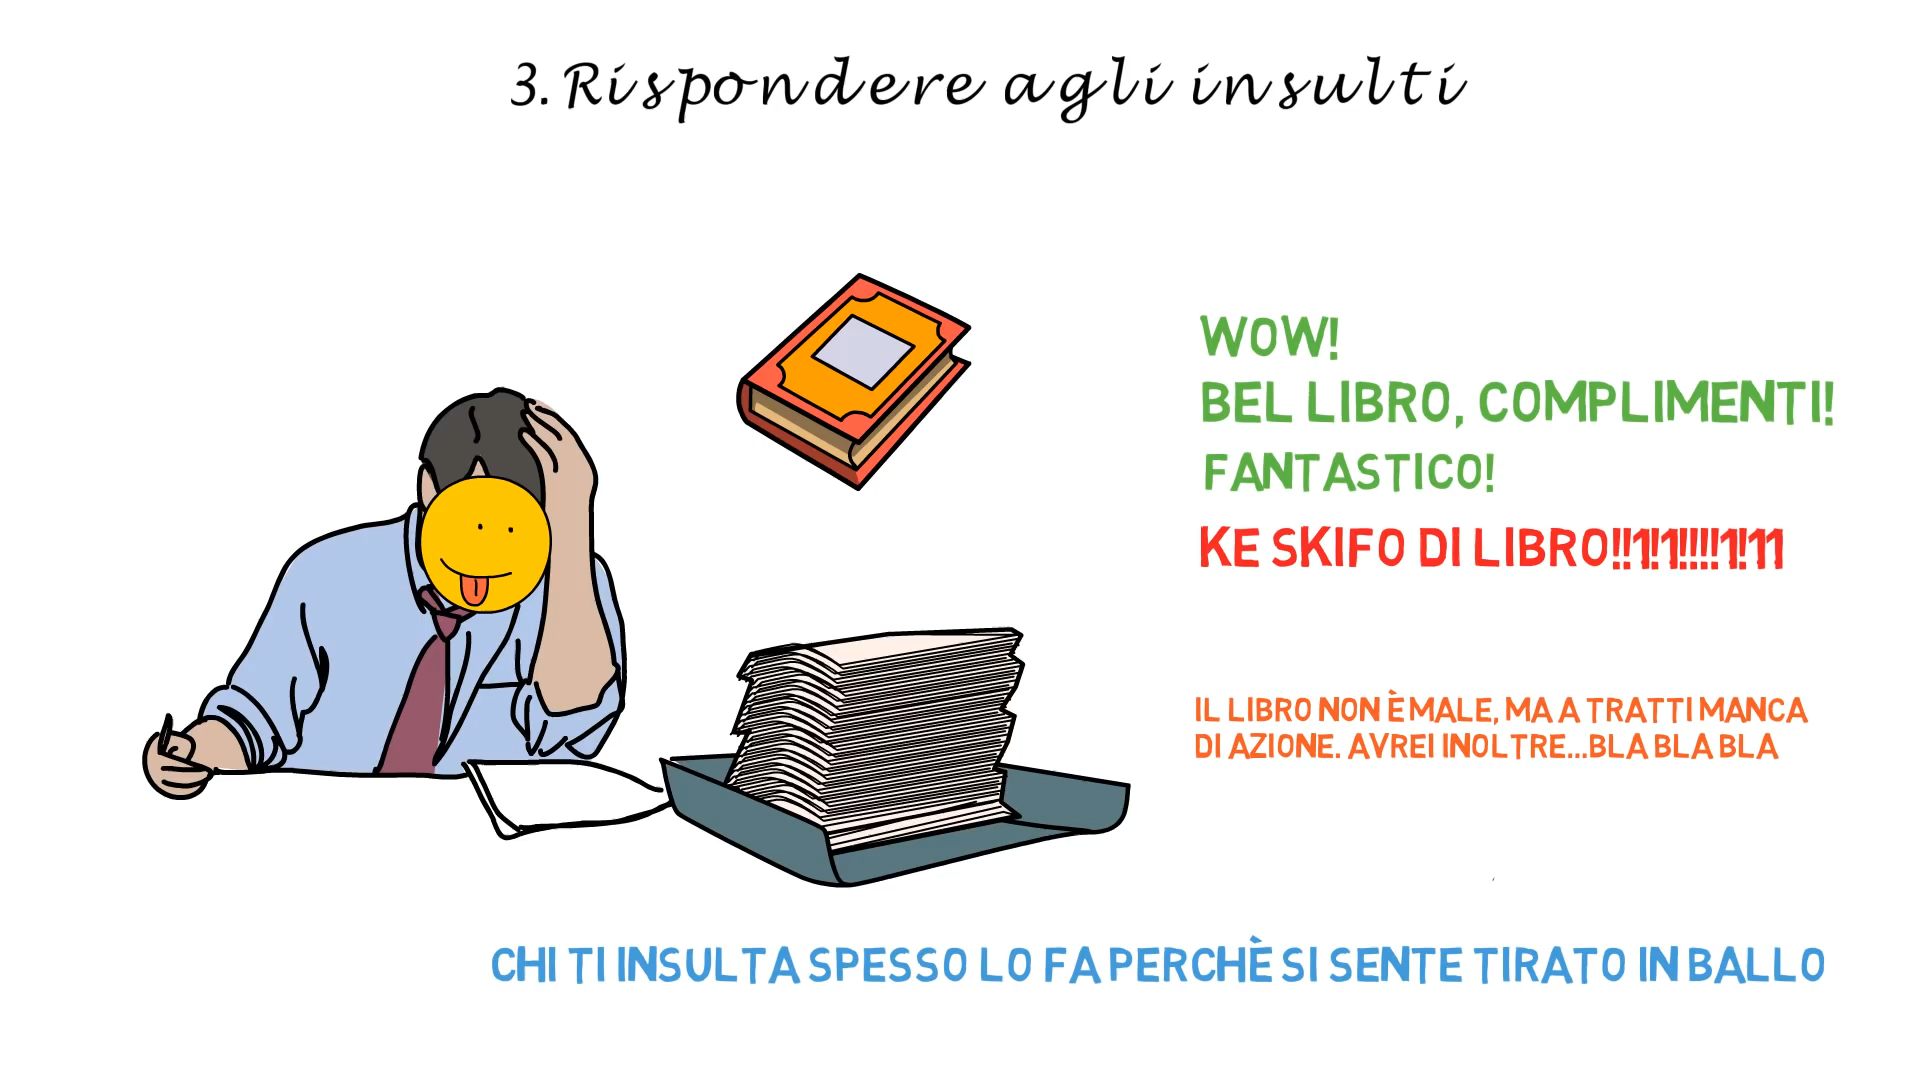 3. Rispondere agli insulti
WOW!
BEL LIBRO, COMPLIMENTI!
FANTASTICO!
KE SKIFO DI LIBRO!!1!1!!!!1!11
IL LIBRO NON È MALE, MA A TRATTI MANCA
DI AZIONE. AVREI INOLTRE...BLA BLA BLA
CHI TI INSULTA SPESSO LO FA PERCHÈ SI SENTE TIRATO IN BALLO